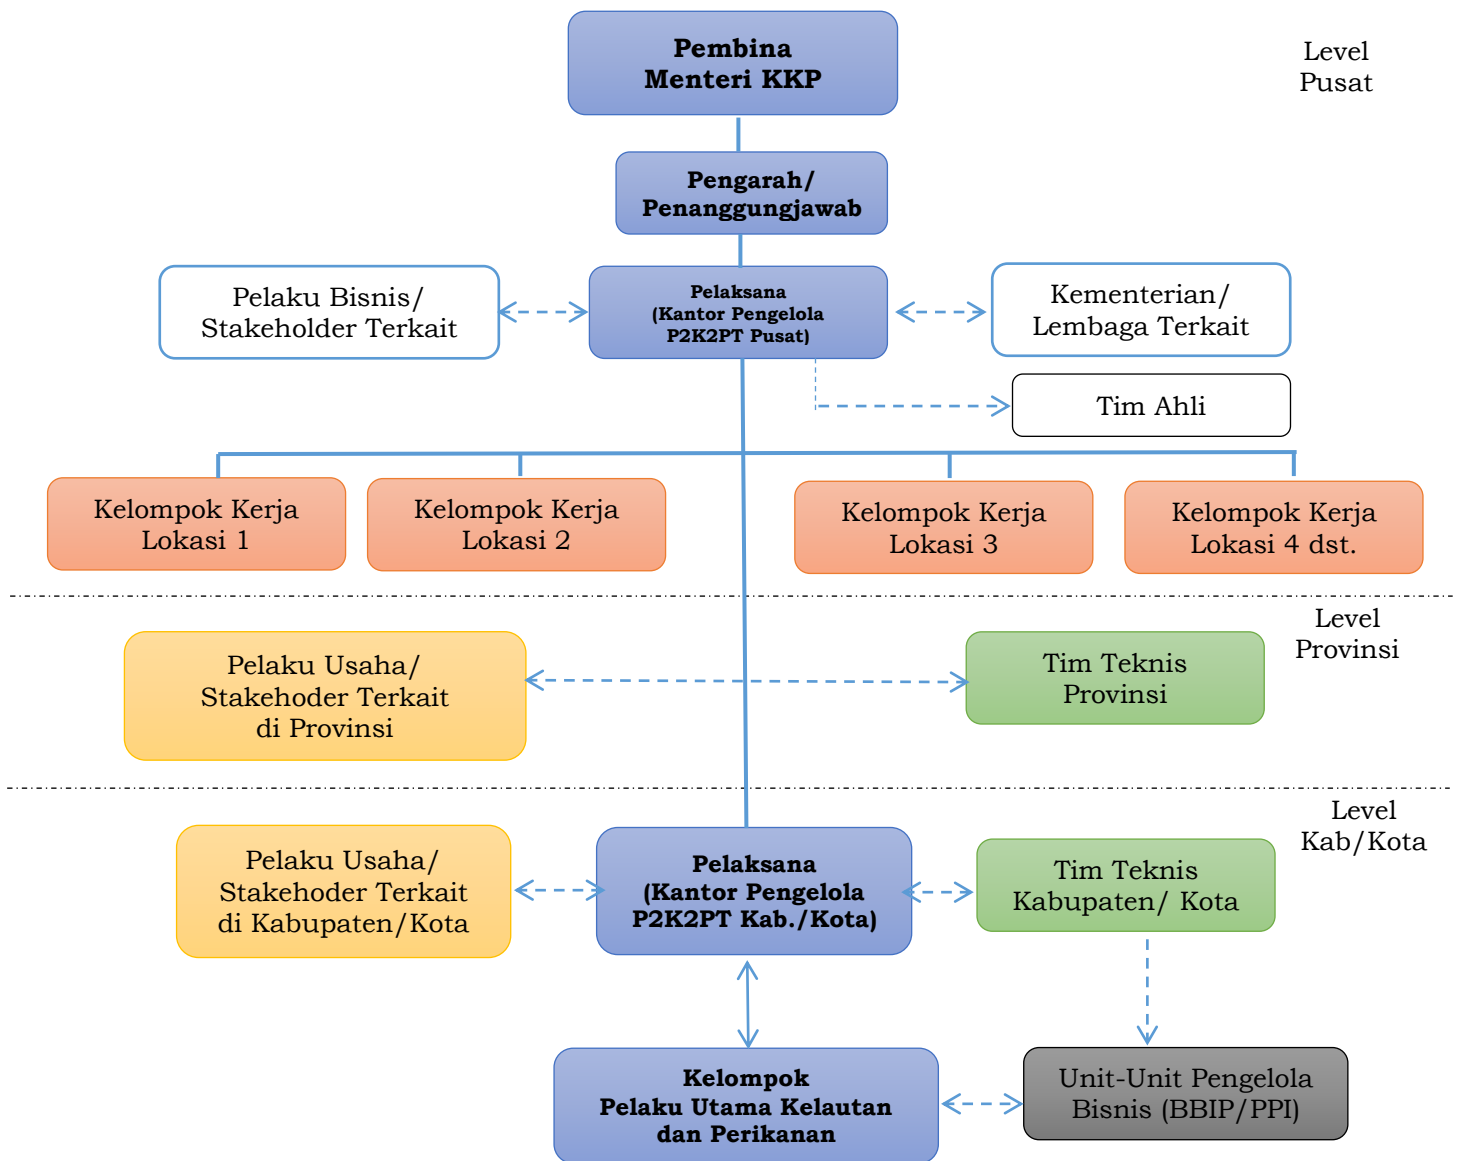 Pembina
Menteri KKP
Level
Pusat
Pengarah/
Penanggungjawab
Pelaku Bisnis/
Stakeholder Terkait
Pelaksana
(Kantor Pengelola
P2K2PT Pusat)
Kementerian/
Lembaga Terkait
Tim Ahli
Kelompok Kerja
Lokasi 1
Kelompok Kerja
Lokasi 2
Kelompok Kerja
Lokasi 3
Kelompok Kerja
Lokasi 4 dst.
Level
Provinsi
Pelaku Usaha/
Stakehoder Terkait
di Provinsi
Tim Teknis
Provinsi
Level
Kab/Kota
Pelaku Usaha/
Stakehoder Terkait
di Kabupaten/Kota
Pelaksana
(Kantor Pengelola
P2K2PT Kab./Kota)
Tim Teknis
Kabupaten/ Kota
Kelompok
Pelaku Utama Kelautan
dan Perikanan
Unit-Unit Pengelola
Bisnis (BBIP/PPI)